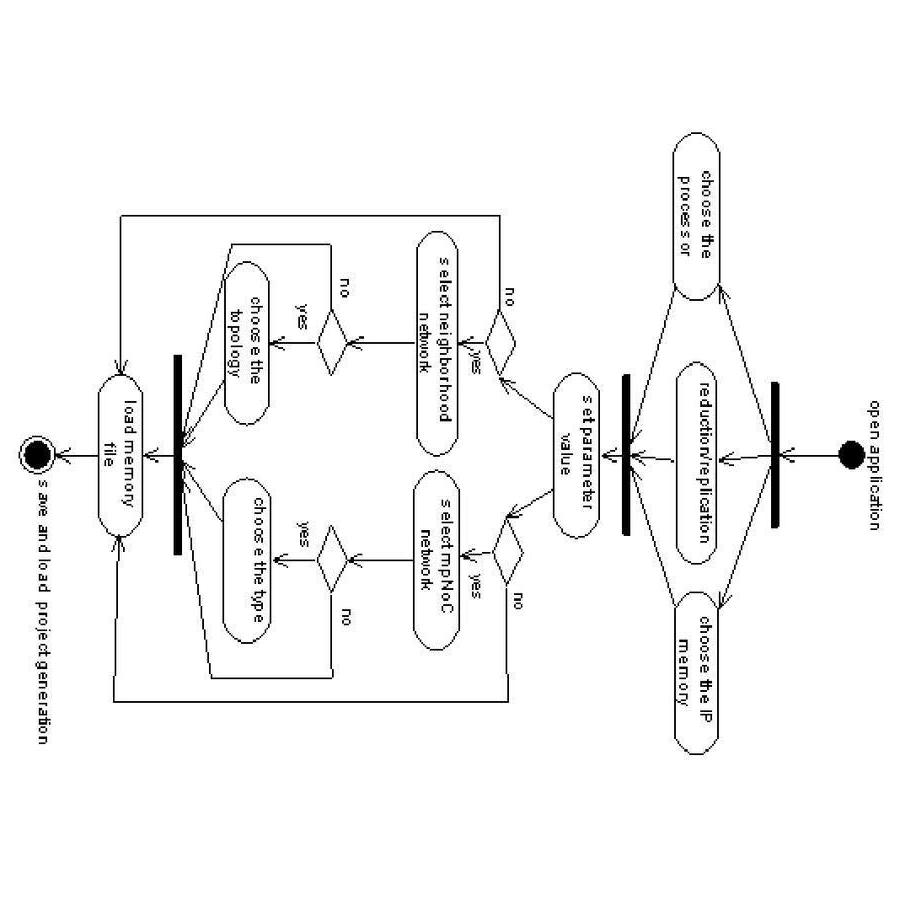 open application
choose the
processor
reduction/replication
choose the IP
memory
set parameter
value
no
yes
no
yes
select neighborhood
network
select mpNoC
network
no
yes
yes
no
choose the
topology
choose the type
load memory
file
save and load project generation